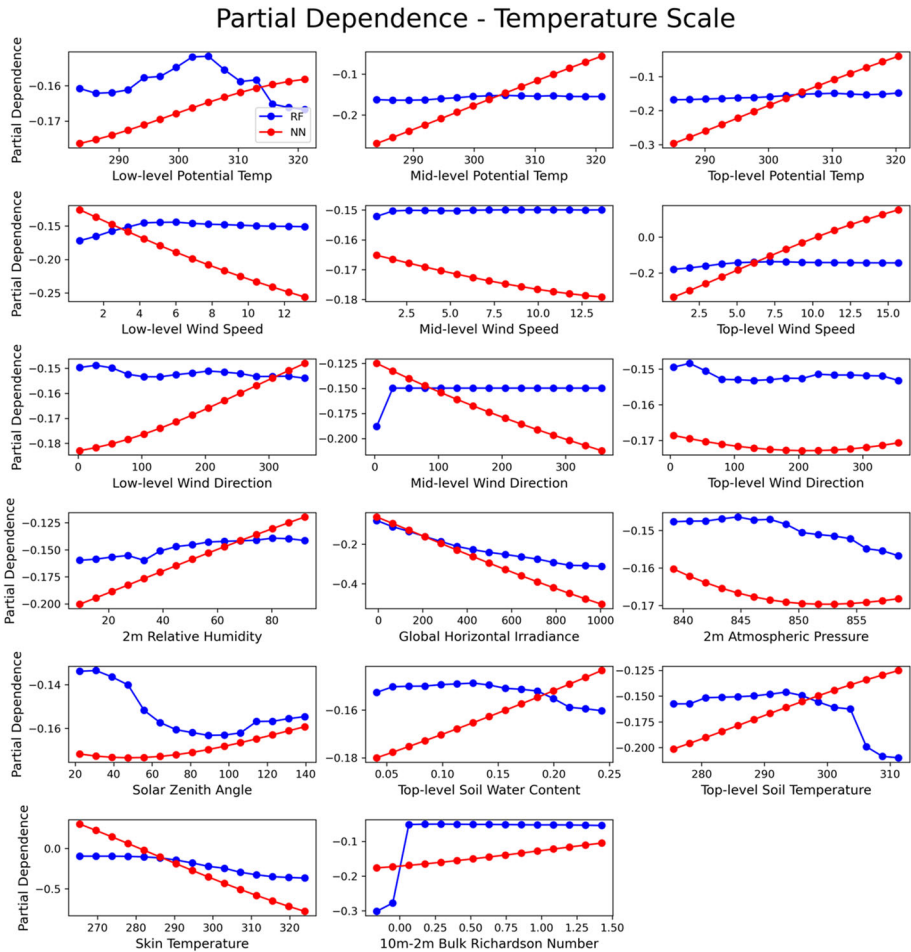 Partial Dependence - Temperature Scale
Partial Dependence
−0.16
−0.17
RF
NN
290 300 310 320
Low-level Potential Temp
−0.1
−0.2
290 300 310 320
Mid-level Potential Temp
−0.1
−0.2
−0.3
290 300 310 320
Top-level Potential Temp
Partial Dependence
−0.15
−0.20
−0.25
2 4 6 8 10 12
Low-level Wind Speed
−0.15
−0.16
−0.17
−0.18
2.5 5.0 7.5 10.0 12.5
Mid-level Wind Speed
0.0
−0.2
2.5 5.0 7.5 10.0 12.5 15.0
Top-level Wind Speed
Partial Dependence
−0.15
−0.16
−0.17
−0.18
0 100 200 300
Low-level Wind Direction
−0.125
−0.150
−0.175
−0.200
0 100 200 300
Mid-level Wind Direction
−0.15
−0.16
−0.17
0 100 200 300
Top-level Wind Direction
Partial Dependence
−0.125
−0.150
−0.175
−0.200
20 40 60 80
2m Relative Humidity
−0.2
−0.4
0 200 400 600 800 1000
Global Horizontal Irradiance
−0.15
−0.16
−0.17
840 845 850 855
2m Atmospheric Pressure
Partial Dependence
−0.14
−0.16
20 40 60 80 100 120 140
Solar Zenith Angle
−0.16
−0.18
0.05 0.10 0.15 0.20 0.25
Top-level Soil Water Content
−0.125
−0.150
−0.175
−0.200
280 290 300 310
Top-level Soil Temperature
Partial Dependence
0.0
−0.5
270 280 290 300 310 320
Skin Temperature
−0.1
−0.2
−0.3
0.00 0.25 0.50 0.75 1.00 1.25 1.50
10m-2m Bulk Richardson Number